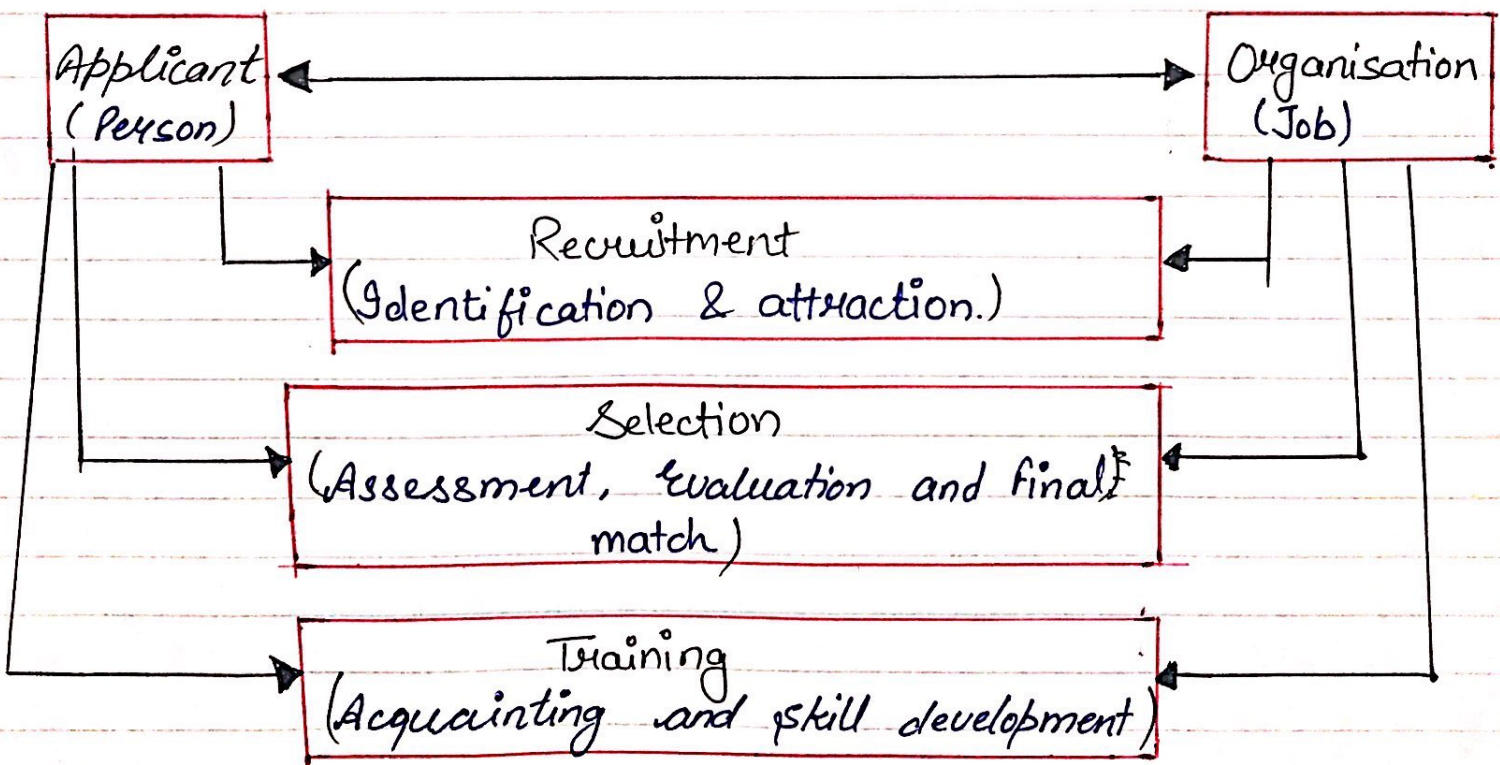 Applicant
(Person)
Organisation
(Job)
Recruitment
(Identification & attraction.)
Selection
(Assessment, Evaluation and final
match)
Training
(Acquainting and skill development)